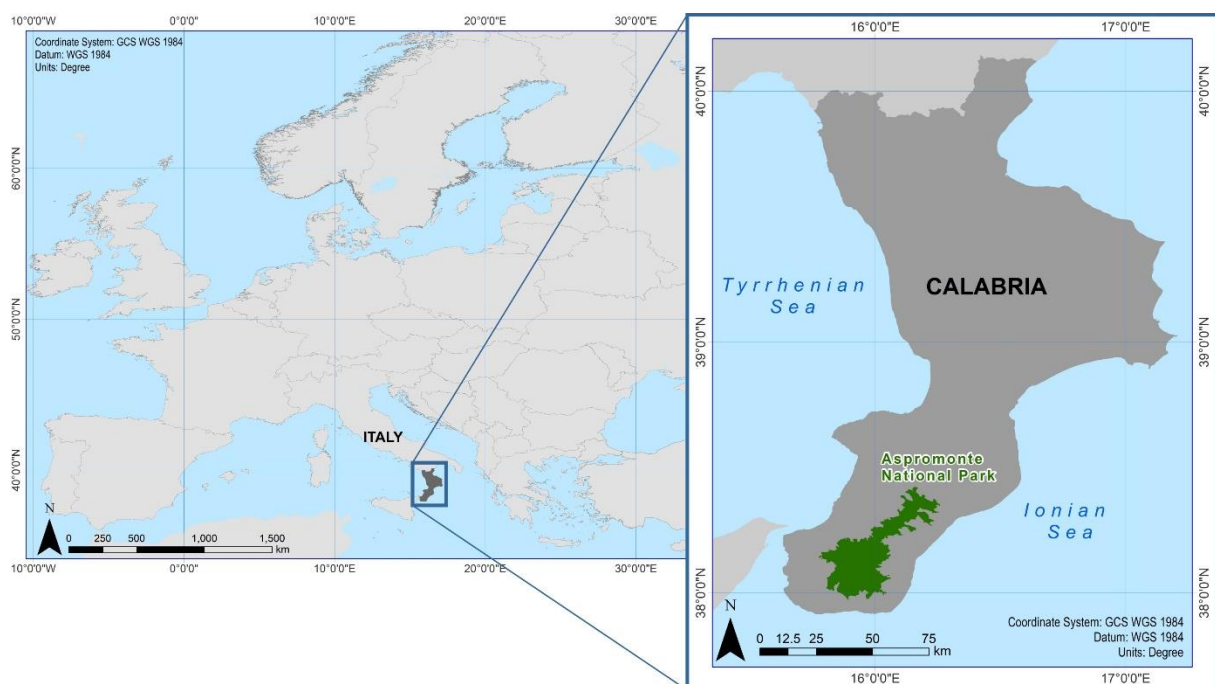 10°0'0"W 0°0'0" 10°0'0"E 20°0'0"E 30°0'0"E
Coordinate System: GCS WGS 1984
Datum: WGS 1984
Units: Degree
60°0'0"N
50°0'0"N
40°0'0"N
ITALY
N
0 250 500 1,000 1,500
km
10°0'0"W 0°0'0" 10°0'0"E 20°0'0"E 30°0'0"E
16°0'0"E 17°0'0"E
40°0'0"N 40°0'0"N
Tyrrhenian
Sea
CALABRIA
39°0'0"N 39°0'0"N
Aspromonte
National Park
Ionian
Sea
38°0'0"N 38°0'0"N
N
0 12.5 25 50 75
km
Coordinate System: GCS WGS 1984
Datum: WGS 1984
Units: Degree
16°0'0"E 17°0'0"E